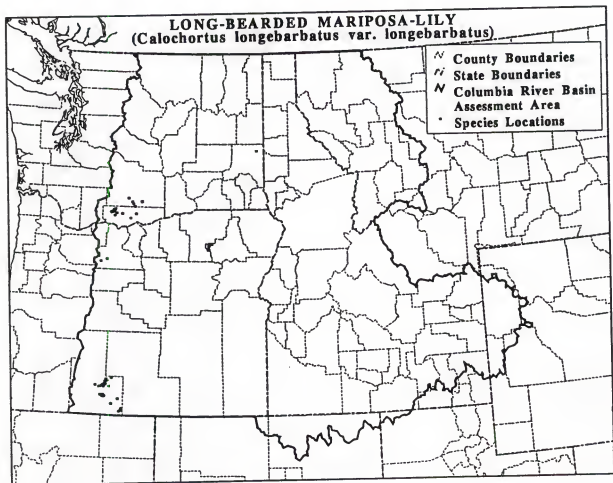 LONG-BEARDED MARIPOSA-LILY
(Calochortus longebarbatus var. longebarbatus)
County Boundaries
State Boundaries
Columbia River Basin
Assessment Area
Species Locations